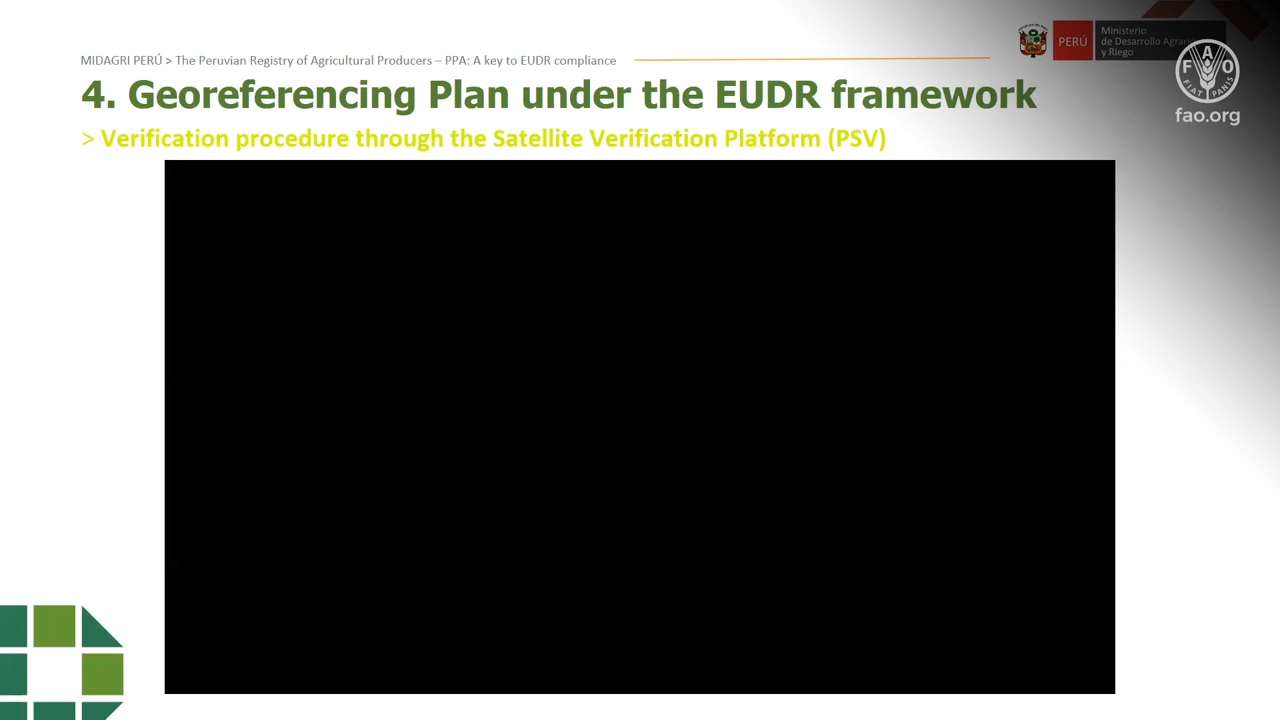 MIDAGRI PERÚ > The Peruvian Registry of Agricultural Producers – PPA: A key to EUDR compliance
PERÚ
Ministerio
de Desarrollo Agrario
y Riego
4. Georeferencing Plan under the EUDR framework
> Verification procedure through the Satellite Verification Platform (PSV)
F A O
FIAT PANIS
fao.org